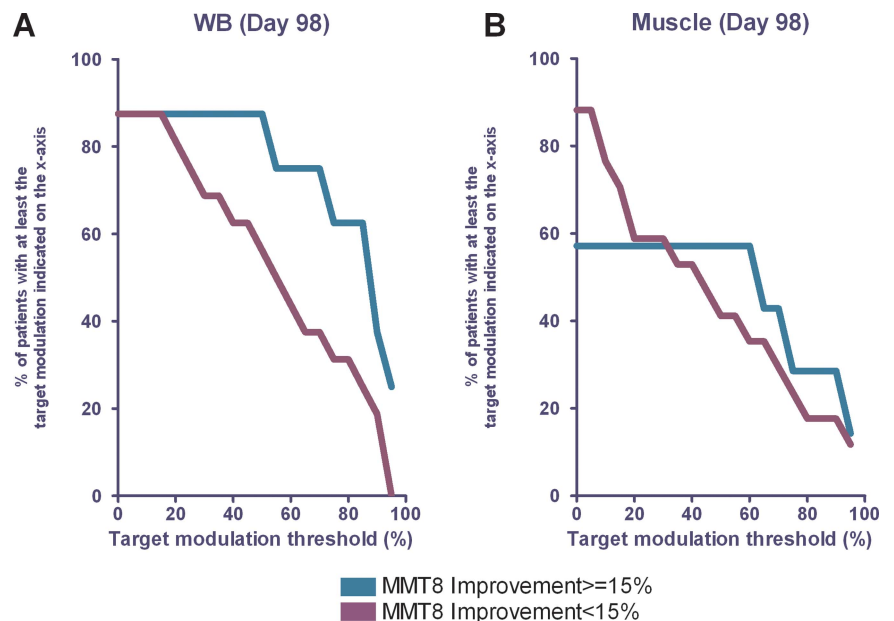 A
WB (Day 98)
% of patients with at least the
target modulation indicated on the x-axis
100
80
60
40
20
0
0 20 40 60 80 100
Target modulation threshold (%)
B
Muscle (Day 98)
% of patients with at least the
target modulation indicated on the x-axis
100
80
60
40
20
0
0 20 40 60 80 100
Target modulation threshold (%)
MMT8 Improvement>=15%
MMT8 Improvement<15%